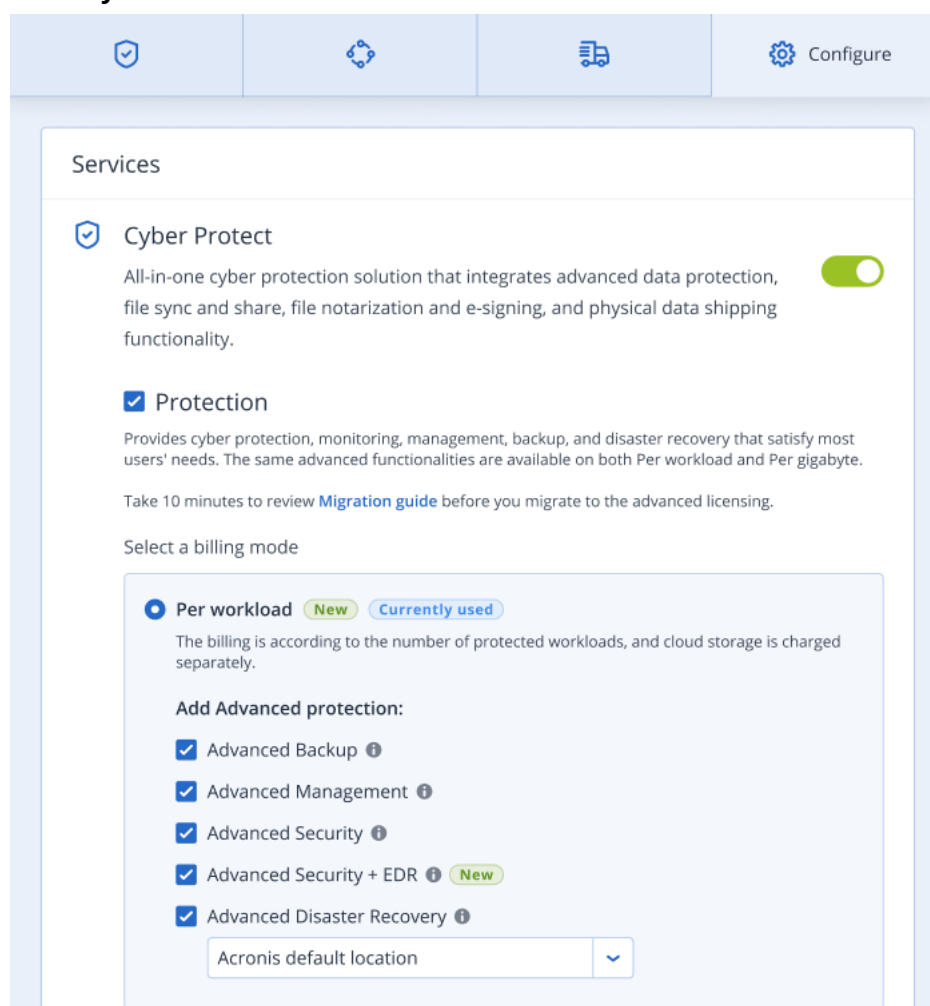 Configure
Services
Cyber Protect
All-in-one cyber protection solution that integrates advanced data protection,
file sync and share, file notarization and e-signing, and physical data shipping
functionality.
Protection
Provides cyber protection, monitoring, management, backup, and disaster recovery that satisfy most
users' needs. The same advanced functionalities are available on both Per workload and Per gigabyte.
Take 10 minutes to review Migration guide before you migrate to the advanced licensing.
Select a billing mode
Per workload New Currently used
The billing is according to the number of protected workloads, and cloud storage is charged
separately.
Add Advanced protection:
Advanced Backup
Advanced Management
Advanced Security
Advanced Security + EDR New
Advanced Disaster Recovery
Acronis default location